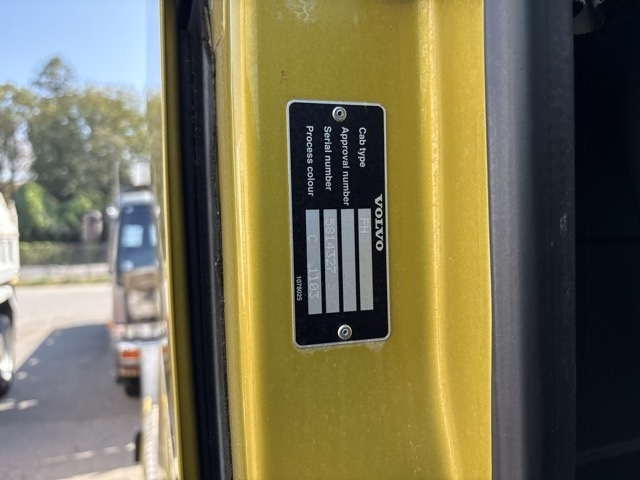 VOLVO
Cab type FH
Approval number
Serial number 5814327
Process colour C 1103
1078025